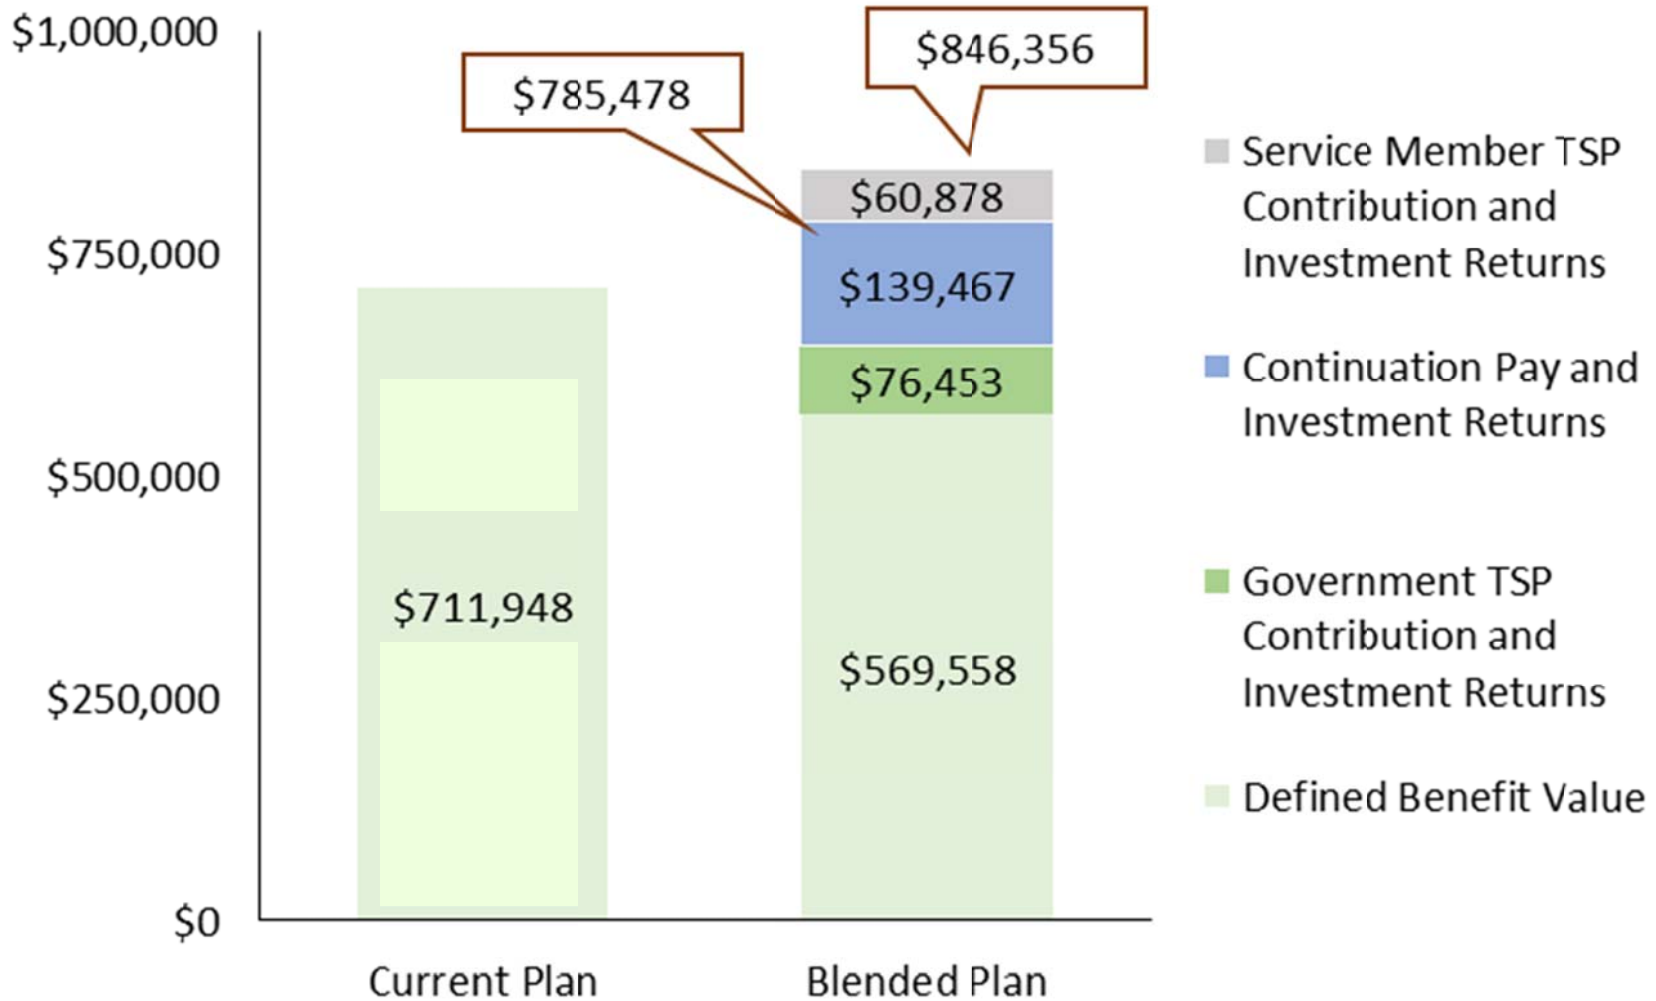 $1,000,000
$750,000
$500,000
$250,000
$0
$785,478
$846,356
$711,948
$60,878
$139,467
$76,453
$569,558
Current Plan
Blended Plan
Service Member TSP
Contribution and
Investment Returns
Continuation Pay and
Investment Returns
Government TSP
Contribution and
Investment Returns
Defined Benefit Value